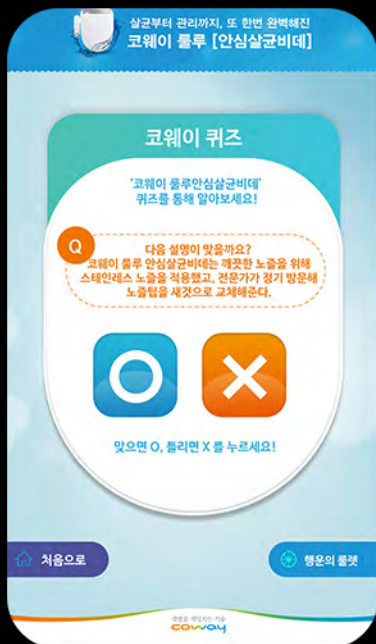 살균부터 관리까지, 또 한번 완벽해진
코웨이 룰루 [안심살균비데]
코웨이 퀴즈
'코웨이 룰루안심살균비데'
퀴즈를 통해 알아보세요!
Q
다음 설명이 맞을까요?
코웨이 룰루 안심살균비데는 깨끗한 노즐을 위해
스테인레스 노즐을 적용했고, 전문가가 정기 방문해
노즐팁을 새것으로 교체해준다.
O X
맞으면 O, 틀리면 X 를 누르세요!
처음으로
행운의 룰렛
coway